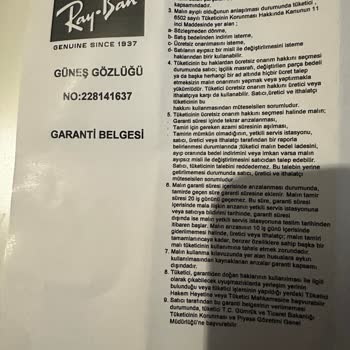 Ray-Ban
GENUINE SINCE 1937
GÜNEŞ GÖZLÜĞÜ
NO:228141637
GARANTİ BELGESİ
kapsamındadır.
3. Malın ayıplı olduğunun anlaşılması durumunda tüketici,
6502 sayılı Tüketicinin Korunması Hakkında Kanunun 11
inci Maddesinde yer alan;
a- Sözleşmeden dönme,
b- Satış bedelinden indirim isteme,
c- Ücretsiz onarılmasını isteme,
ç- Satılanın ayıpsız bir misli ile değiştirilmesini isteme
haklarından birini kullanabilir.
4. Tüketicinin bu haklardan ücretsiz onarım hakkını seçmesi
durumunda satıcı, işçilik masrafı, değiştirilen parça bedeli
ya da başka herhangi bir ad altında hiçbir ücret talep
etmeksizin malın onarımını yapmak veya yaptırmakla
yükümlüdür. Tüketici ücretsiz onarım hakkını üretici veya
ithalatçıya karşı da kullanabilir. Satıcı, üretici ve ithalatçı
tüketicinin bu
hakkını kullanmasından müteselsilen sorumludur.
5. Tüketicinin, ücretsiz onarım hakkını seçmesi halinde malın;
Garanti süresi içinde tekrar arızalanması,
Tamiri için gereken azami sürenin aşılması,
Tamirin mümkün olmadığının, yetkili servis istasyonu,
satıcı, üretici veya ithalatçı tarafından bir raporla
belirlenmesi durumlarında tüketici malın bedel iadesini,
ayıp oranında bedel indirimini veya imkan varsa malın
ayıpsız misli ile değiştirilmesini satıcıdan talep edebilir.
Satıcı, tüketicinin talebini reddedemez. Bu talebin yerine
getirilmemesi durumunda satıcı, üretici ve ithalatçı
müteselsilen sorumludur.
6. Malın garanti süresi içerisinde arızalanması durumunda,
tamirde geçen süre garanti süresine eklenir. Malın tamir
süresi 20 iş gününü geçemez. Bu süre, garanti süresi
içerisinde mala ilişkin arızanın yetkili servis istasyonuna
veya satıcıya bildirimi tarihinde, garanti süresi
dışında ise malın yetkili servis istasyonuna teslim tarihinden
itibaren başlar. Malın arızasının 10 iş günü içerisinde
giderilememesi halinde, üretici veya ithalatçı; malın tamiri
tamamlanıncaya kadar, benzer özelliklere sahip başka bir
malı tüketicinin kullanımına tahsis etmek zorundadır.
7. Malın kullanma kılavuzunda yer alan hususlara aykırı
kullanılmasından kaynaklanan arızalar garanti kapsamı
dışındadır.
8. Tüketici, garantiden doğan haklarının kullanılması ile ilgili
olarak çıkabilecek uyuşmazlıklarda yerleşim yerinin
bulunduğu veya tüketici işleminin yapıldığı yerdeki Tüketici
Hakem Heyetine veya Tüketici Mahkemesine başvurabilir.
9. Satıcı tarafından bu garanti belgesinin verilmemesi
durumunda, tüketici T.C. Gümrük ve Ticaret Bakanlığı
Tüketicinin Korunması ve Piyasa Gözetimi Genel
Müdürlüğü'ne başvurabilir.